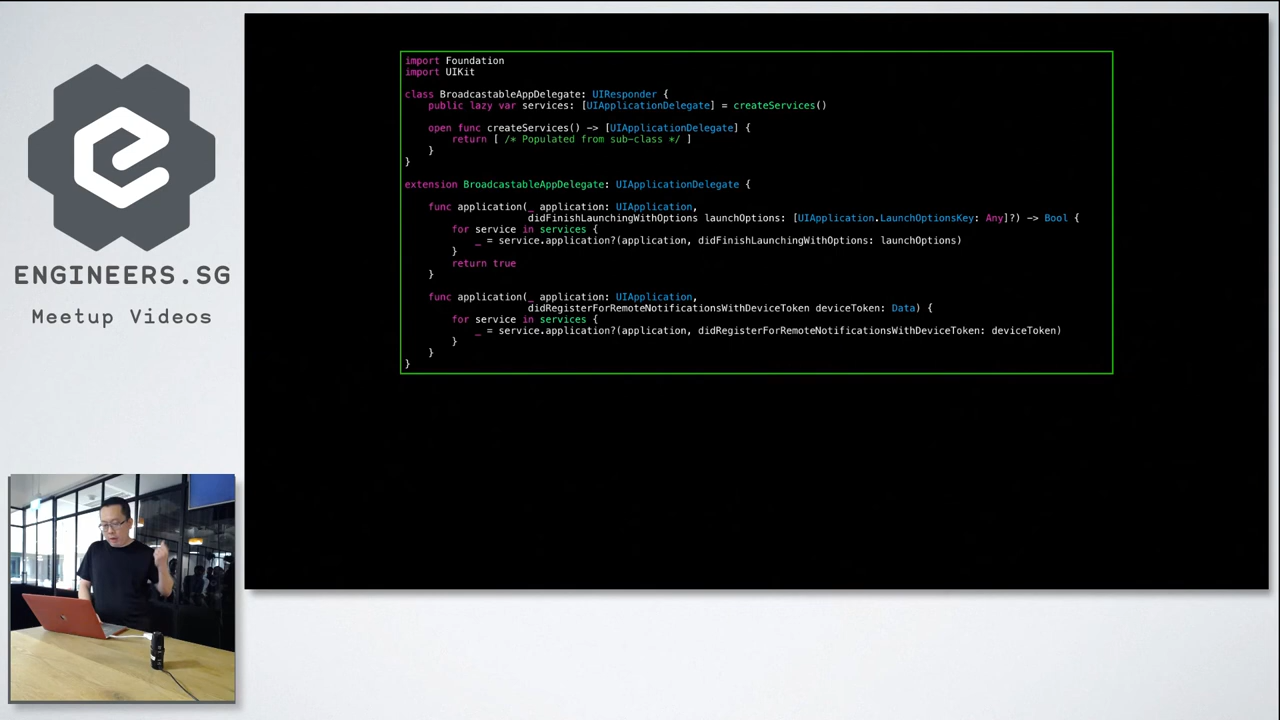 ENGINEERS.SG
Meetup Videos
import Foundation
import UIKit
class BroadcastableAppDelegate: UIResponder {
    public lazy var services: [UIApplicationDelegate] = createServices()
    open func createServices() -> [UIApplicationDelegate] {
        return [ /* Populated from sub-class */ ]
    }
}
extension BroadcastableAppDelegate: UIApplicationDelegate {
    func application(_ application: UIApplication,
                     didFinishLaunchingWithOptions launchOptions: [UIApplication.LaunchOptionsKey: Any]?) -> Bool {
        for service in services {
            _ = service.application?(application, didFinishLaunchingWithOptions: launchOptions)
        }
        return true
    }
    func application(_ application: UIApplication,
                     didRegisterForRemoteNotificationsWithDeviceToken deviceToken: Data) {
        for service in services {
            _ = service.application?(application, didRegisterForRemoteNotificationsWithDeviceToken: deviceToken)
        }
    }
}